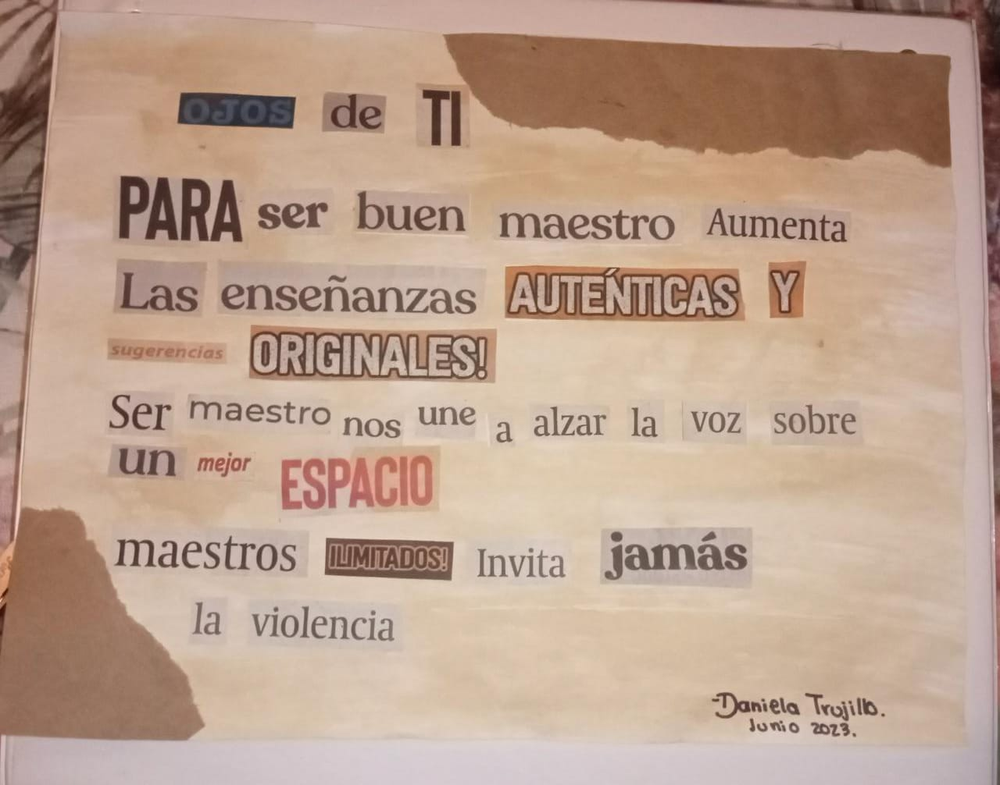 OJOS de TI
PARA ser buen maestro Aumenta
Las enseñanzas AUTEŃTICAS Y
sugerencias ORIGINALES!
Ser maestro nos une a alzar la voz sobre
un mejor ESPACIO
maestros ILIMITADOS! Invita jamás
la violencia
-Daniela Trujillo.
Junio 2023.